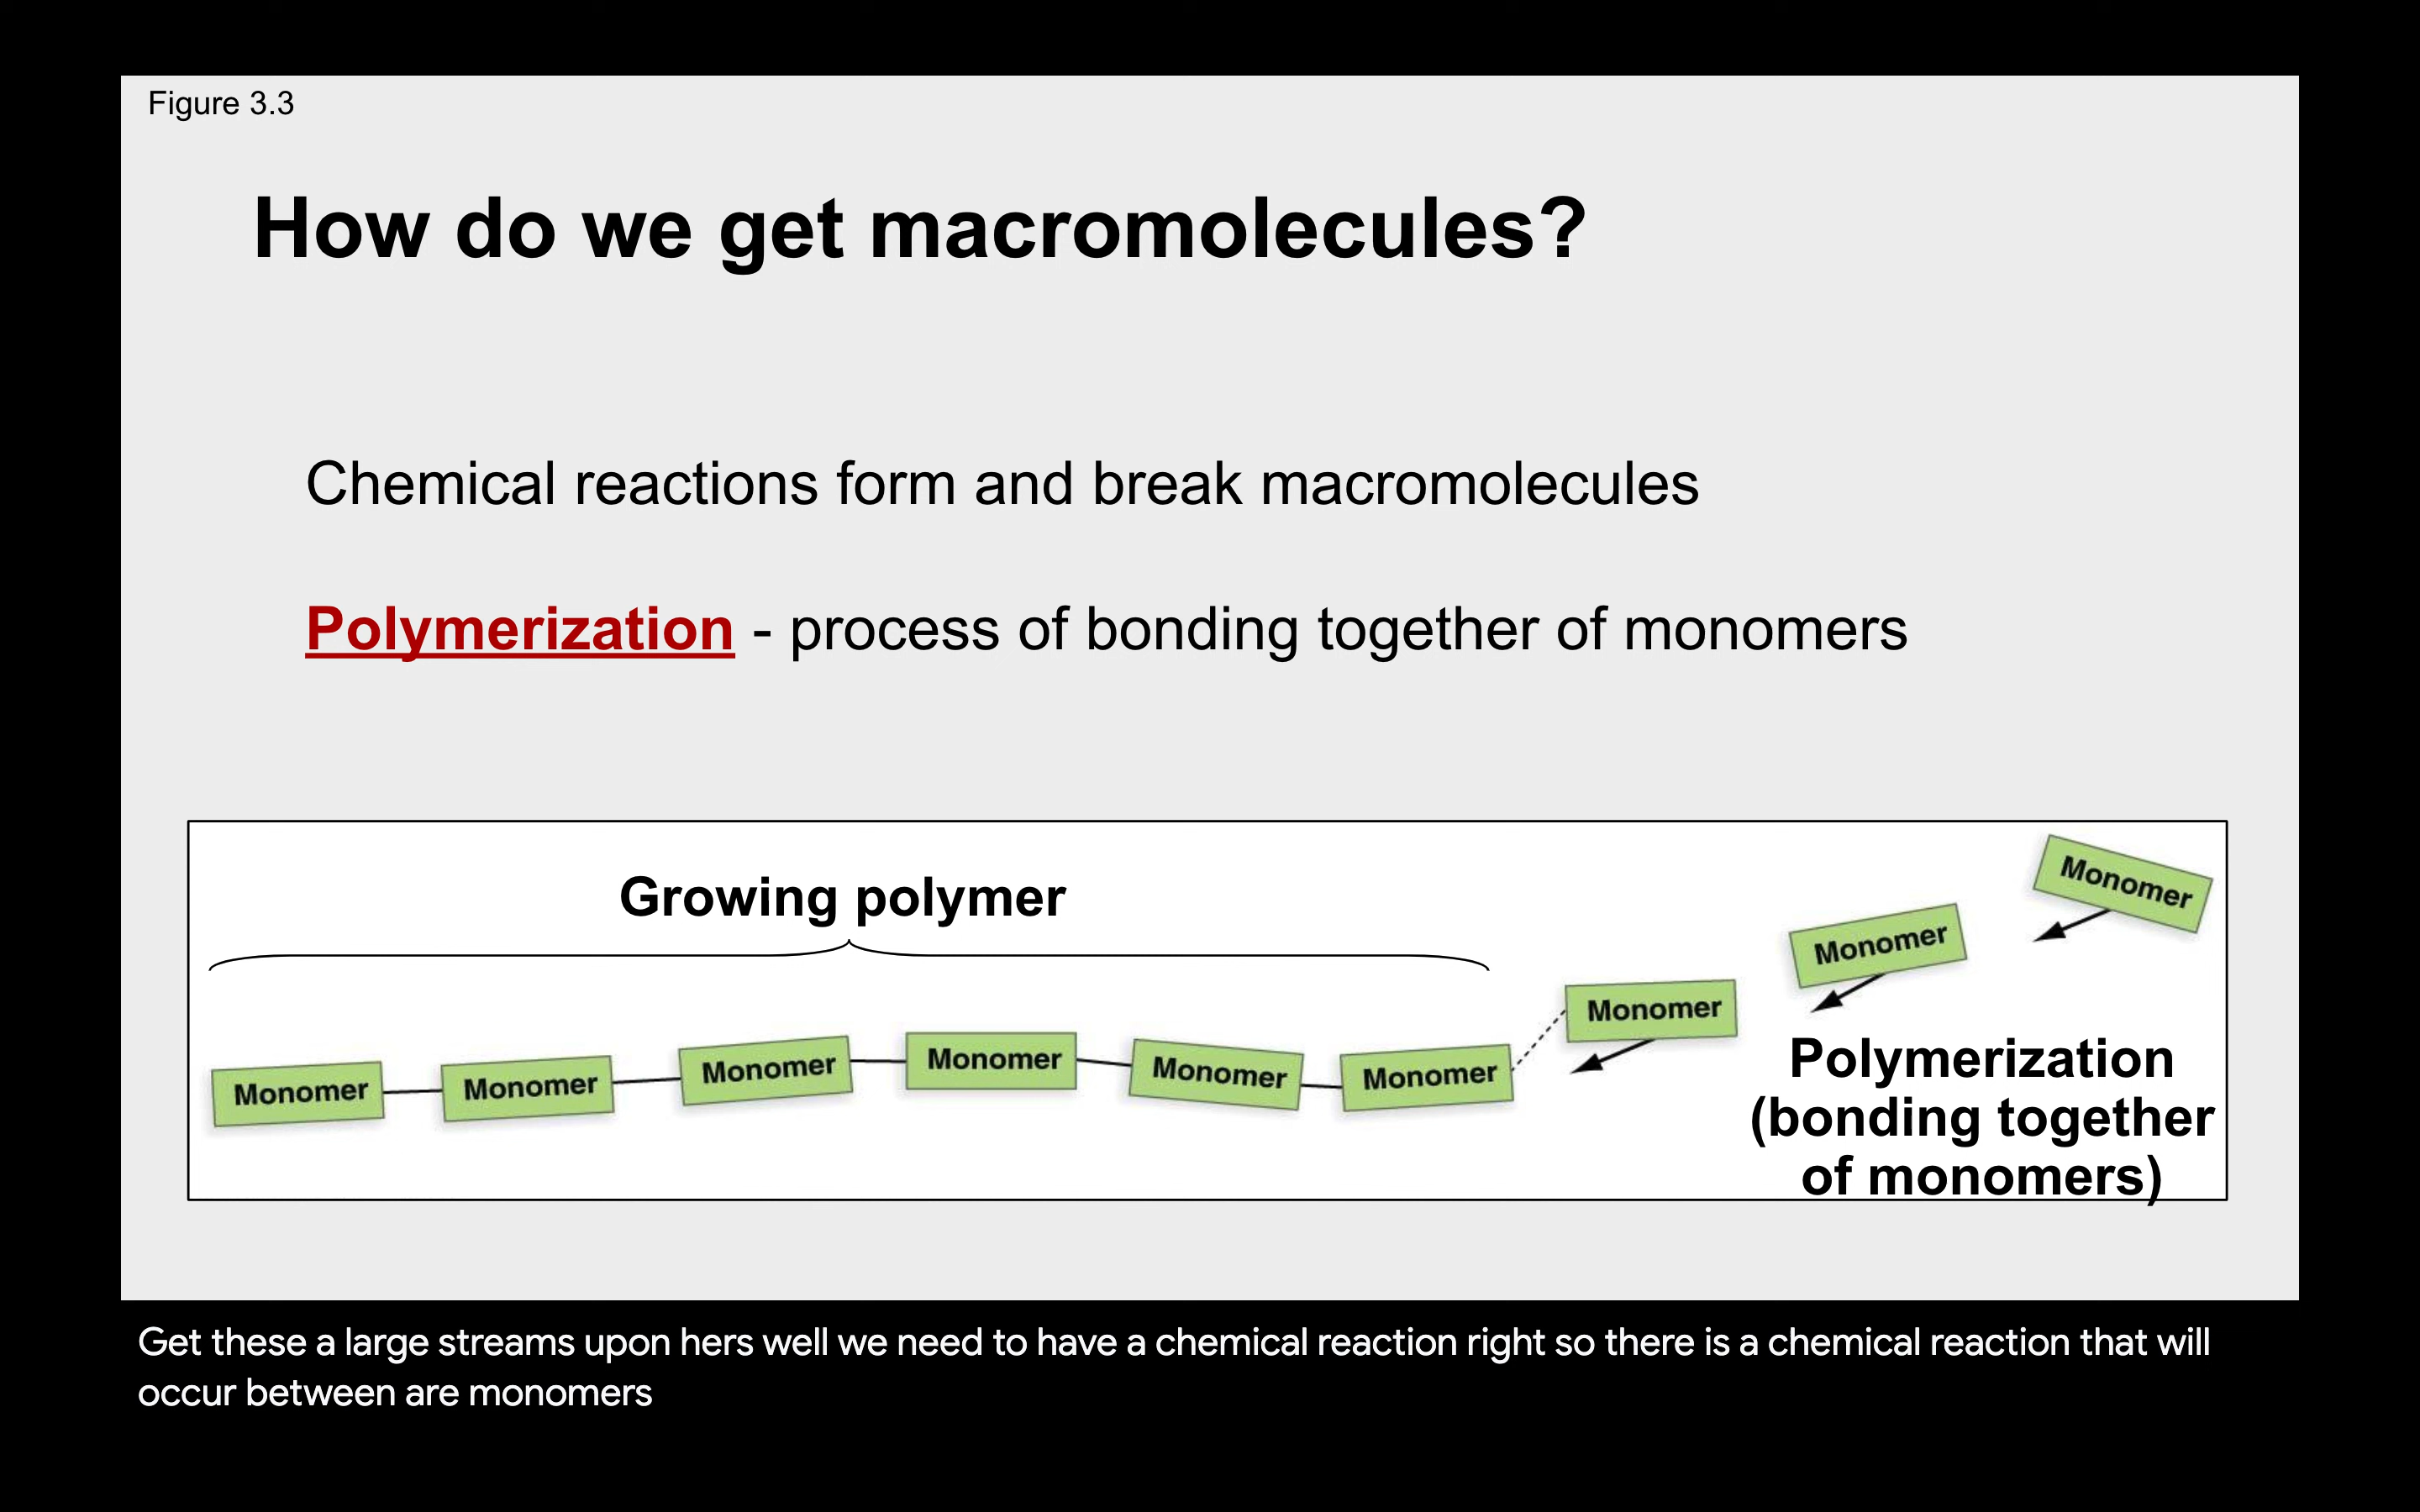 Figure 3.3
How do we get macromolecules?
Chemical reactions form and break macromolecules
Polymerization - process of bonding together of monomers
Growing polymer
Monomer
Monomer
Monomer
Monomer
Monomer
Monomer
Monomer
Monomer
Monomer
Polymerization
(bonding together
of monomers)
Get these a large streams upon hers well we need to have a chemical reaction right so there is a chemical reaction that will
occur between are monomers